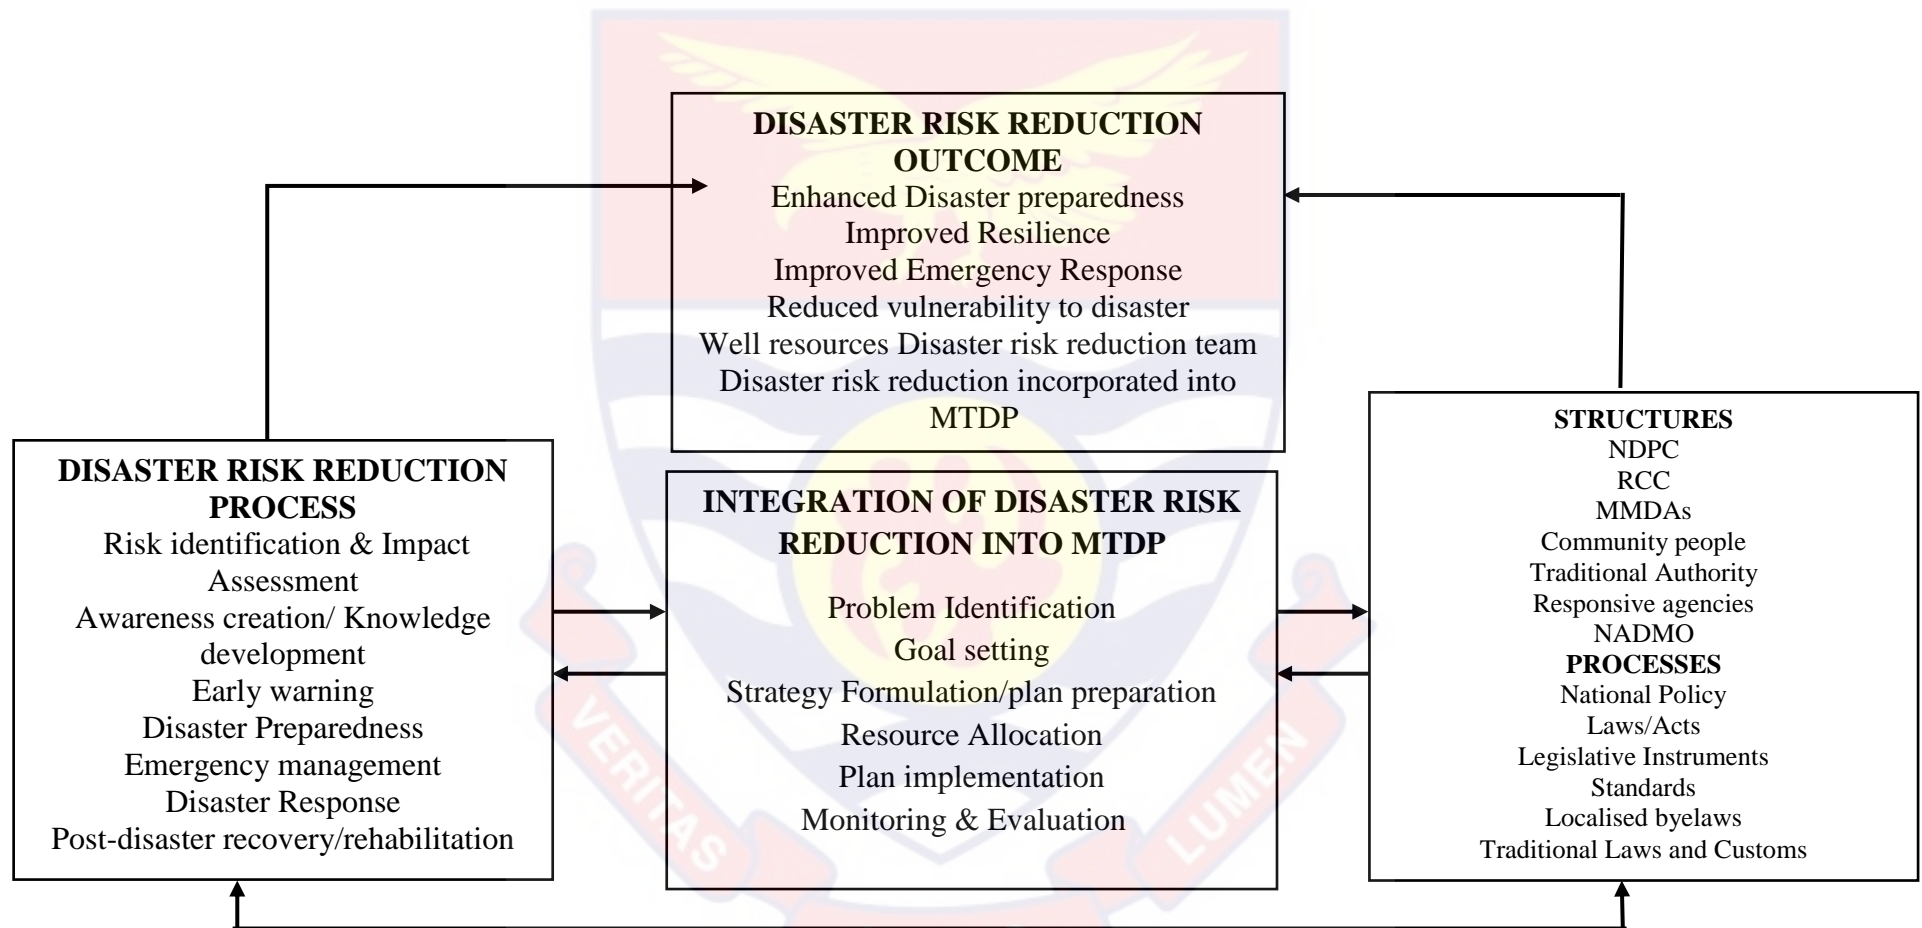 DISASTER RISK REDUCTION
OUTCOME
Enhanced Disaster preparedness
Improved Resilience
Improved Emergency Response
Reduced vulnerability to disaster
Well resources Disaster risk reduction team
Disaster risk reduction incorporated into
MTDP
DISASTER RISK REDUCTION
PROCESS
Risk identification & Impact
Assessment
Awareness creation/ Knowledge
development
Early warning
Disaster Preparedness
Emergency management
Disaster Response
Post-disaster recovery/rehabilitation
INTEGRATION OF DISASTER RISK
REDUCTION INTO MTDP
Problem Identification
Goal setting
Strategy Formulation/plan preparation
Resource Allocation
Plan implementation
Monitoring & Evaluation
STRUCTURES
NDPC
RCC
MMDAs
Community people
Traditional Authority
Responsive agencies
NADMO
PROCESSES
National Policy
Laws/Acts
Legislative Instruments
Standards
Localised byelaws
Traditional Laws and Customs
VERITAS
LUMEN